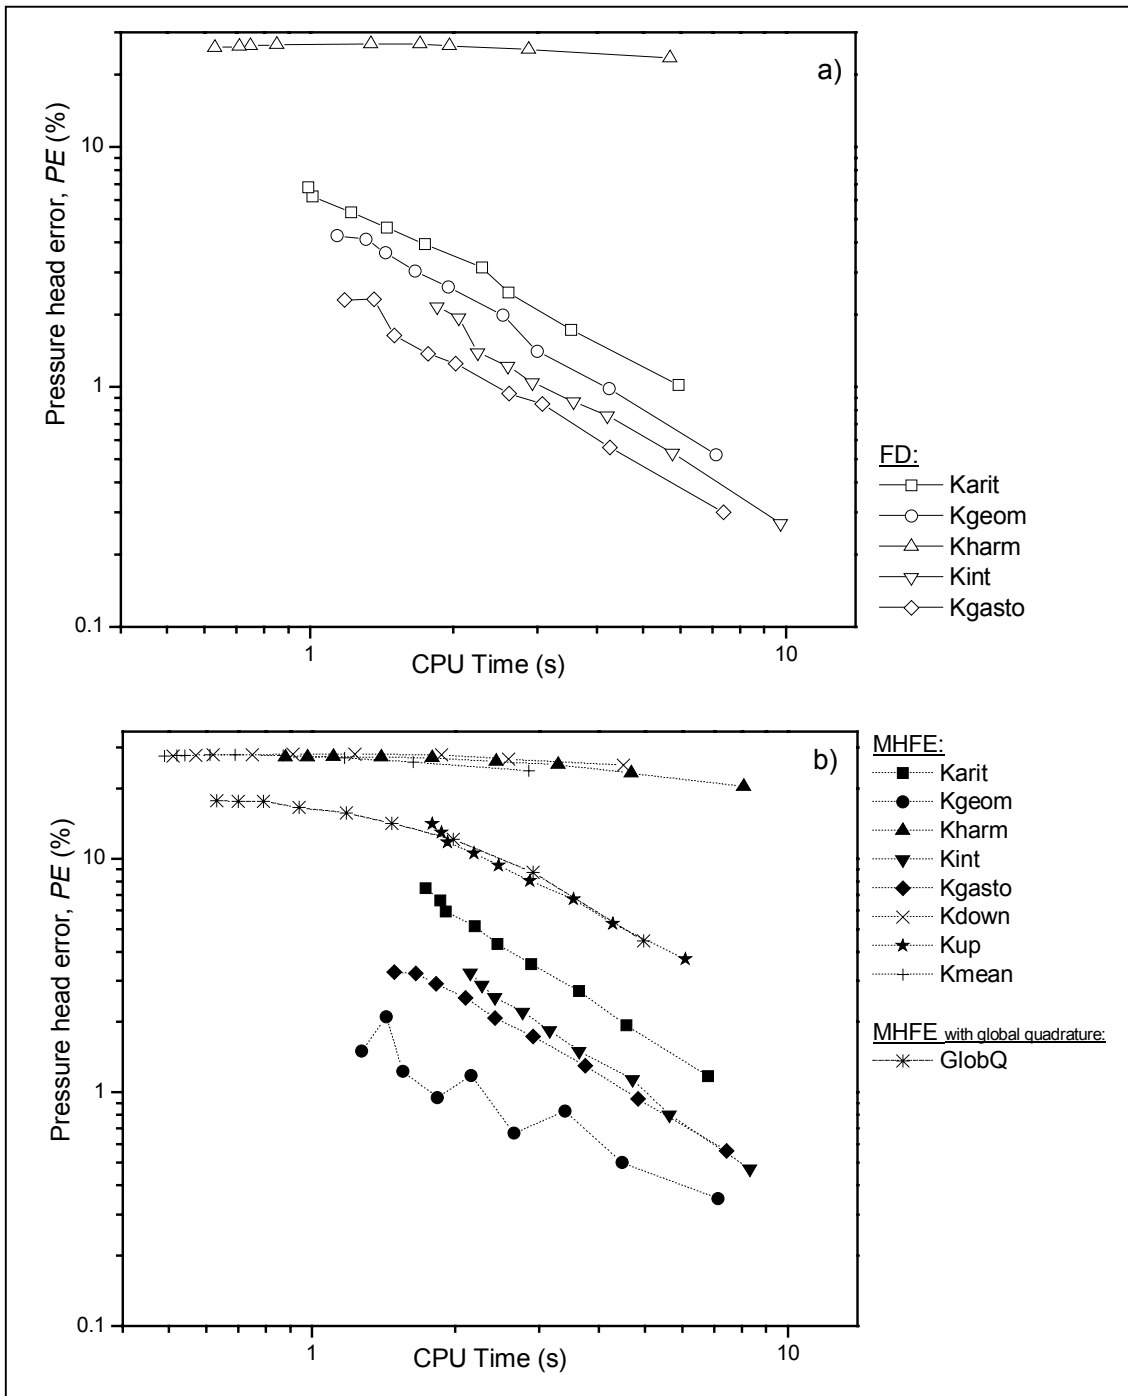 a)
Pressure head error, PE (%)
10
1
0.1
1
10
CPU Time (s)
FD:
Karit
Kgeom
Kharm
Kint
Kgasto
b)
Pressure head error, PE (%)
10
1
0.1
1
10
CPU Time (s)
MHFE:
Karit
Kgeom
Kharm
Kint
Kgasto
Kdown
Kup
Kmean
MHFE with global quadrature:
GlobQ